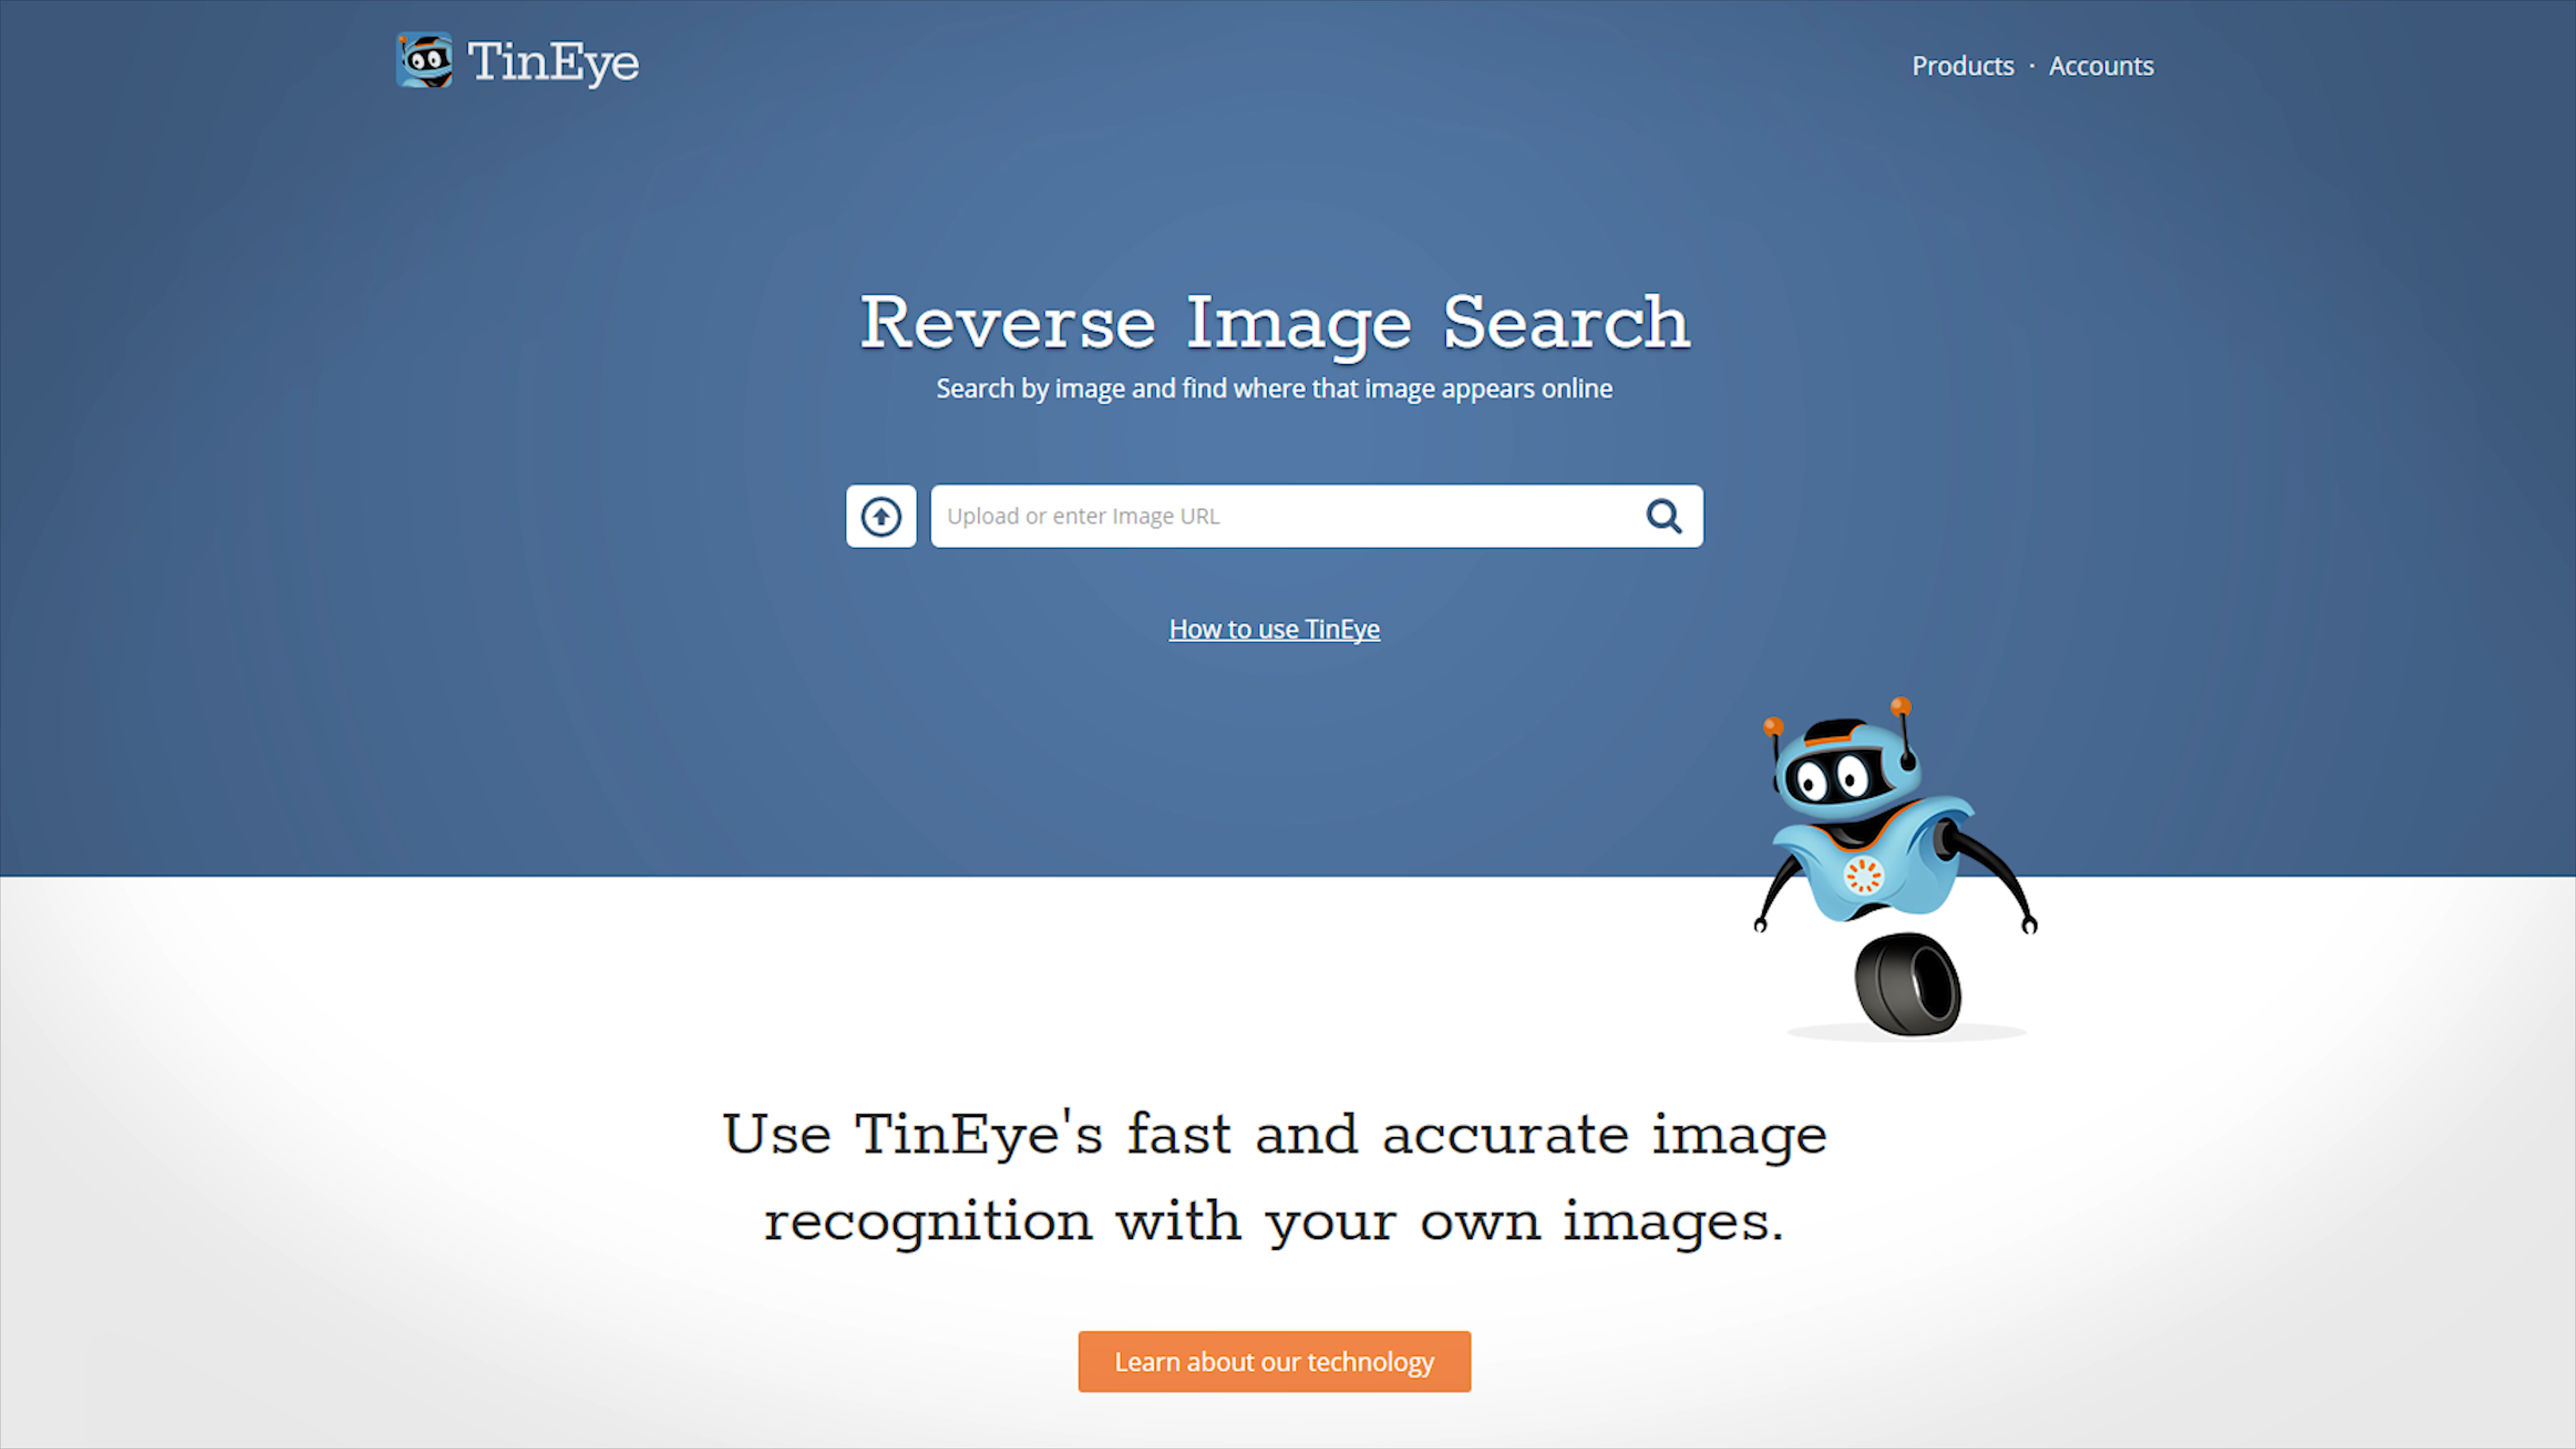 TinEye
Products · Accounts
Reverse Image Search
Search by image and find where that image appears online
Upload or enter Image URL
How to use TinEye
Use TinEye's fast and accurate image
recognition with your own images.
Learn about our technology